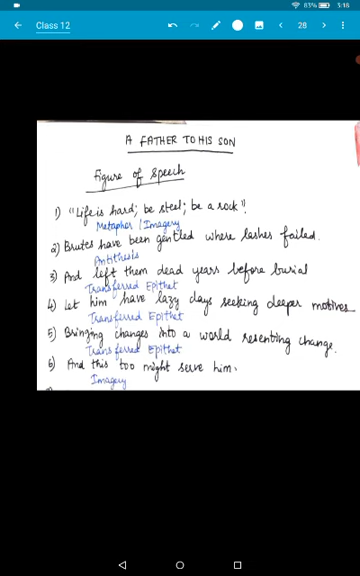 83% 3:18
Class 12
28
A FATHER TO HIS SON
Figure of Speech
1) "Life is hard; be steel; be a rock".
Metaphor / Imagery
2) Brutes have been gentled where lashes failed.
Antithesis
3) And left them dead years before burial
Transferred Epithet
4) Let him have lazy days seeking deeper motives
Transferred Epithet
5) Bringing changes into a world resenting change.
Transferred Epithet
6) And this too might serve him.
Imagery